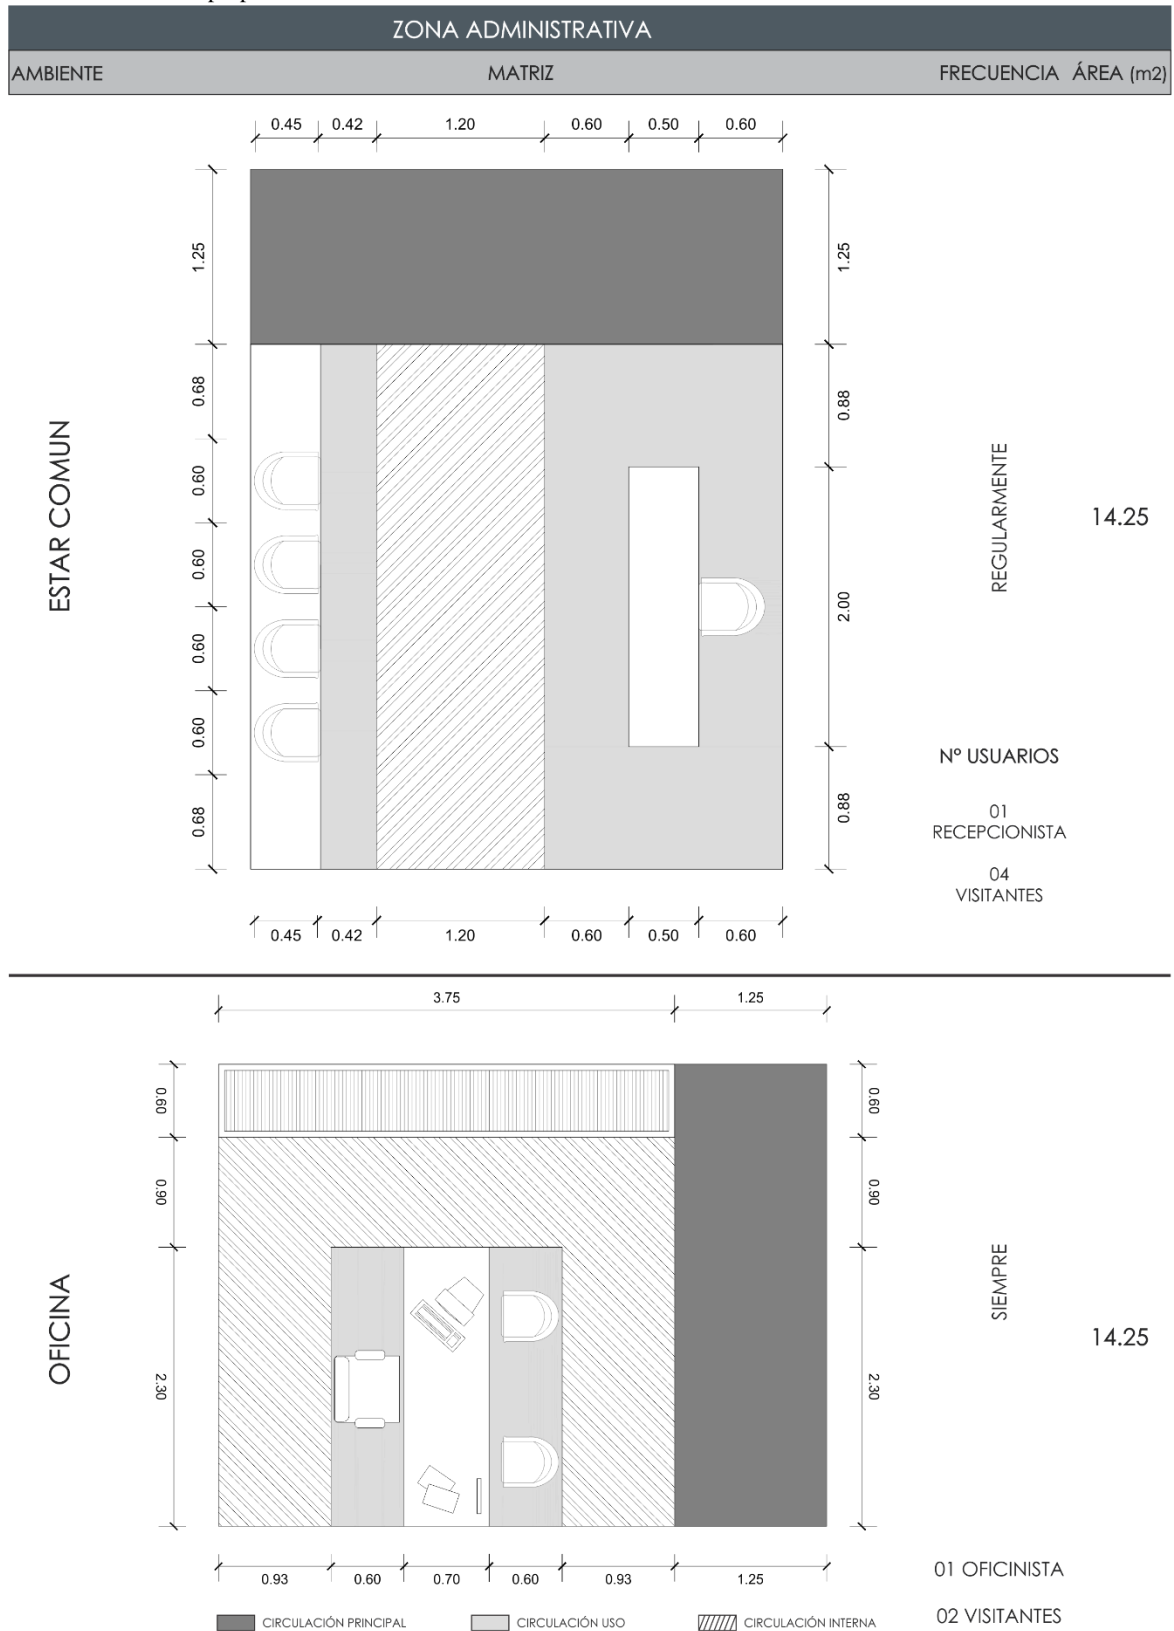 ZONA ADMINISTRATIVA
AMBIENTE MATRIZ FRECUENCIA ÁREA (m2)
0.45 0.42 1.20 0.60 0.50 0.60
1.25
0.68
0.60
0.60
0.60
0.60
0.68
1.25
0.88
2.00
0.88
ESTAR COMUN
REGULARMENTE
14.25
Nº USUARIOS
01
RECEPCIONISTA
04
VISITANTES
0.45 0.42 1.20 0.60 0.50 0.60
3.75 1.25
0.60
0.90
2.30
0.60
0.90
2.30
OFICINA
SIEMPRE
14.25
0.93 0.60 0.70 0.60 0.93 1.25
01 OFICINISTA
02 VISITANTES
CIRCULACIÓN PRINCIPAL CIRCULACIÓN USO CIRCULACIÓN INTERNA